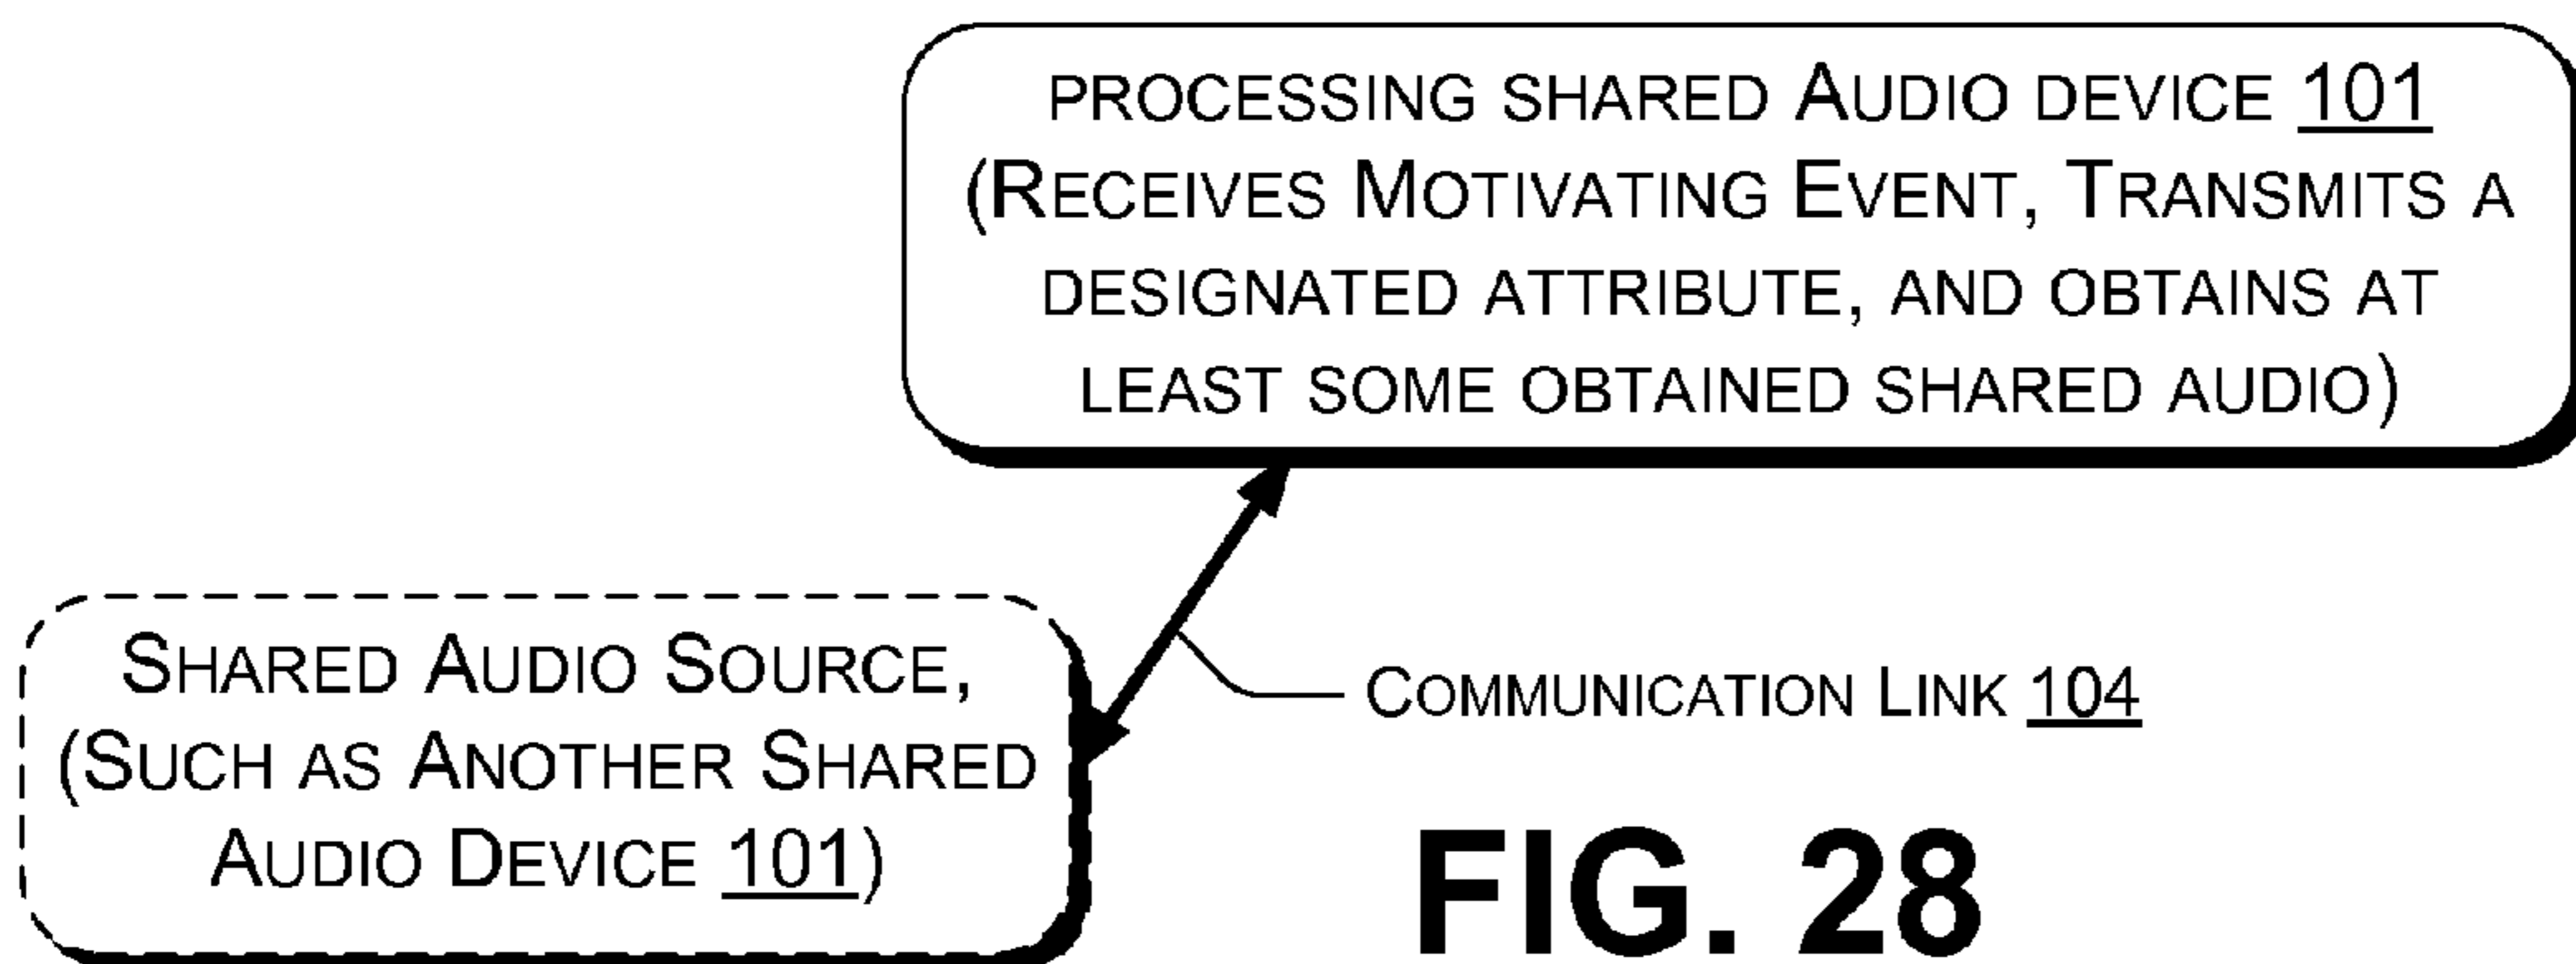 PROCESSING SHARED AUDIO DEVICE 101
(RECEIVES MOTIVATING EVENT, TRANSMITS A
DESIGNATED ATTRIBUTE, AND OBTAINS AT
LEAST SOME OBTAINED SHARED AUDIO)
SHARED AUDIO SOURCE,
(SUCH AS ANOTHER SHARED
AUDIO DEVICE 101)
COMMUNICATION LINK 104
FIG. 28